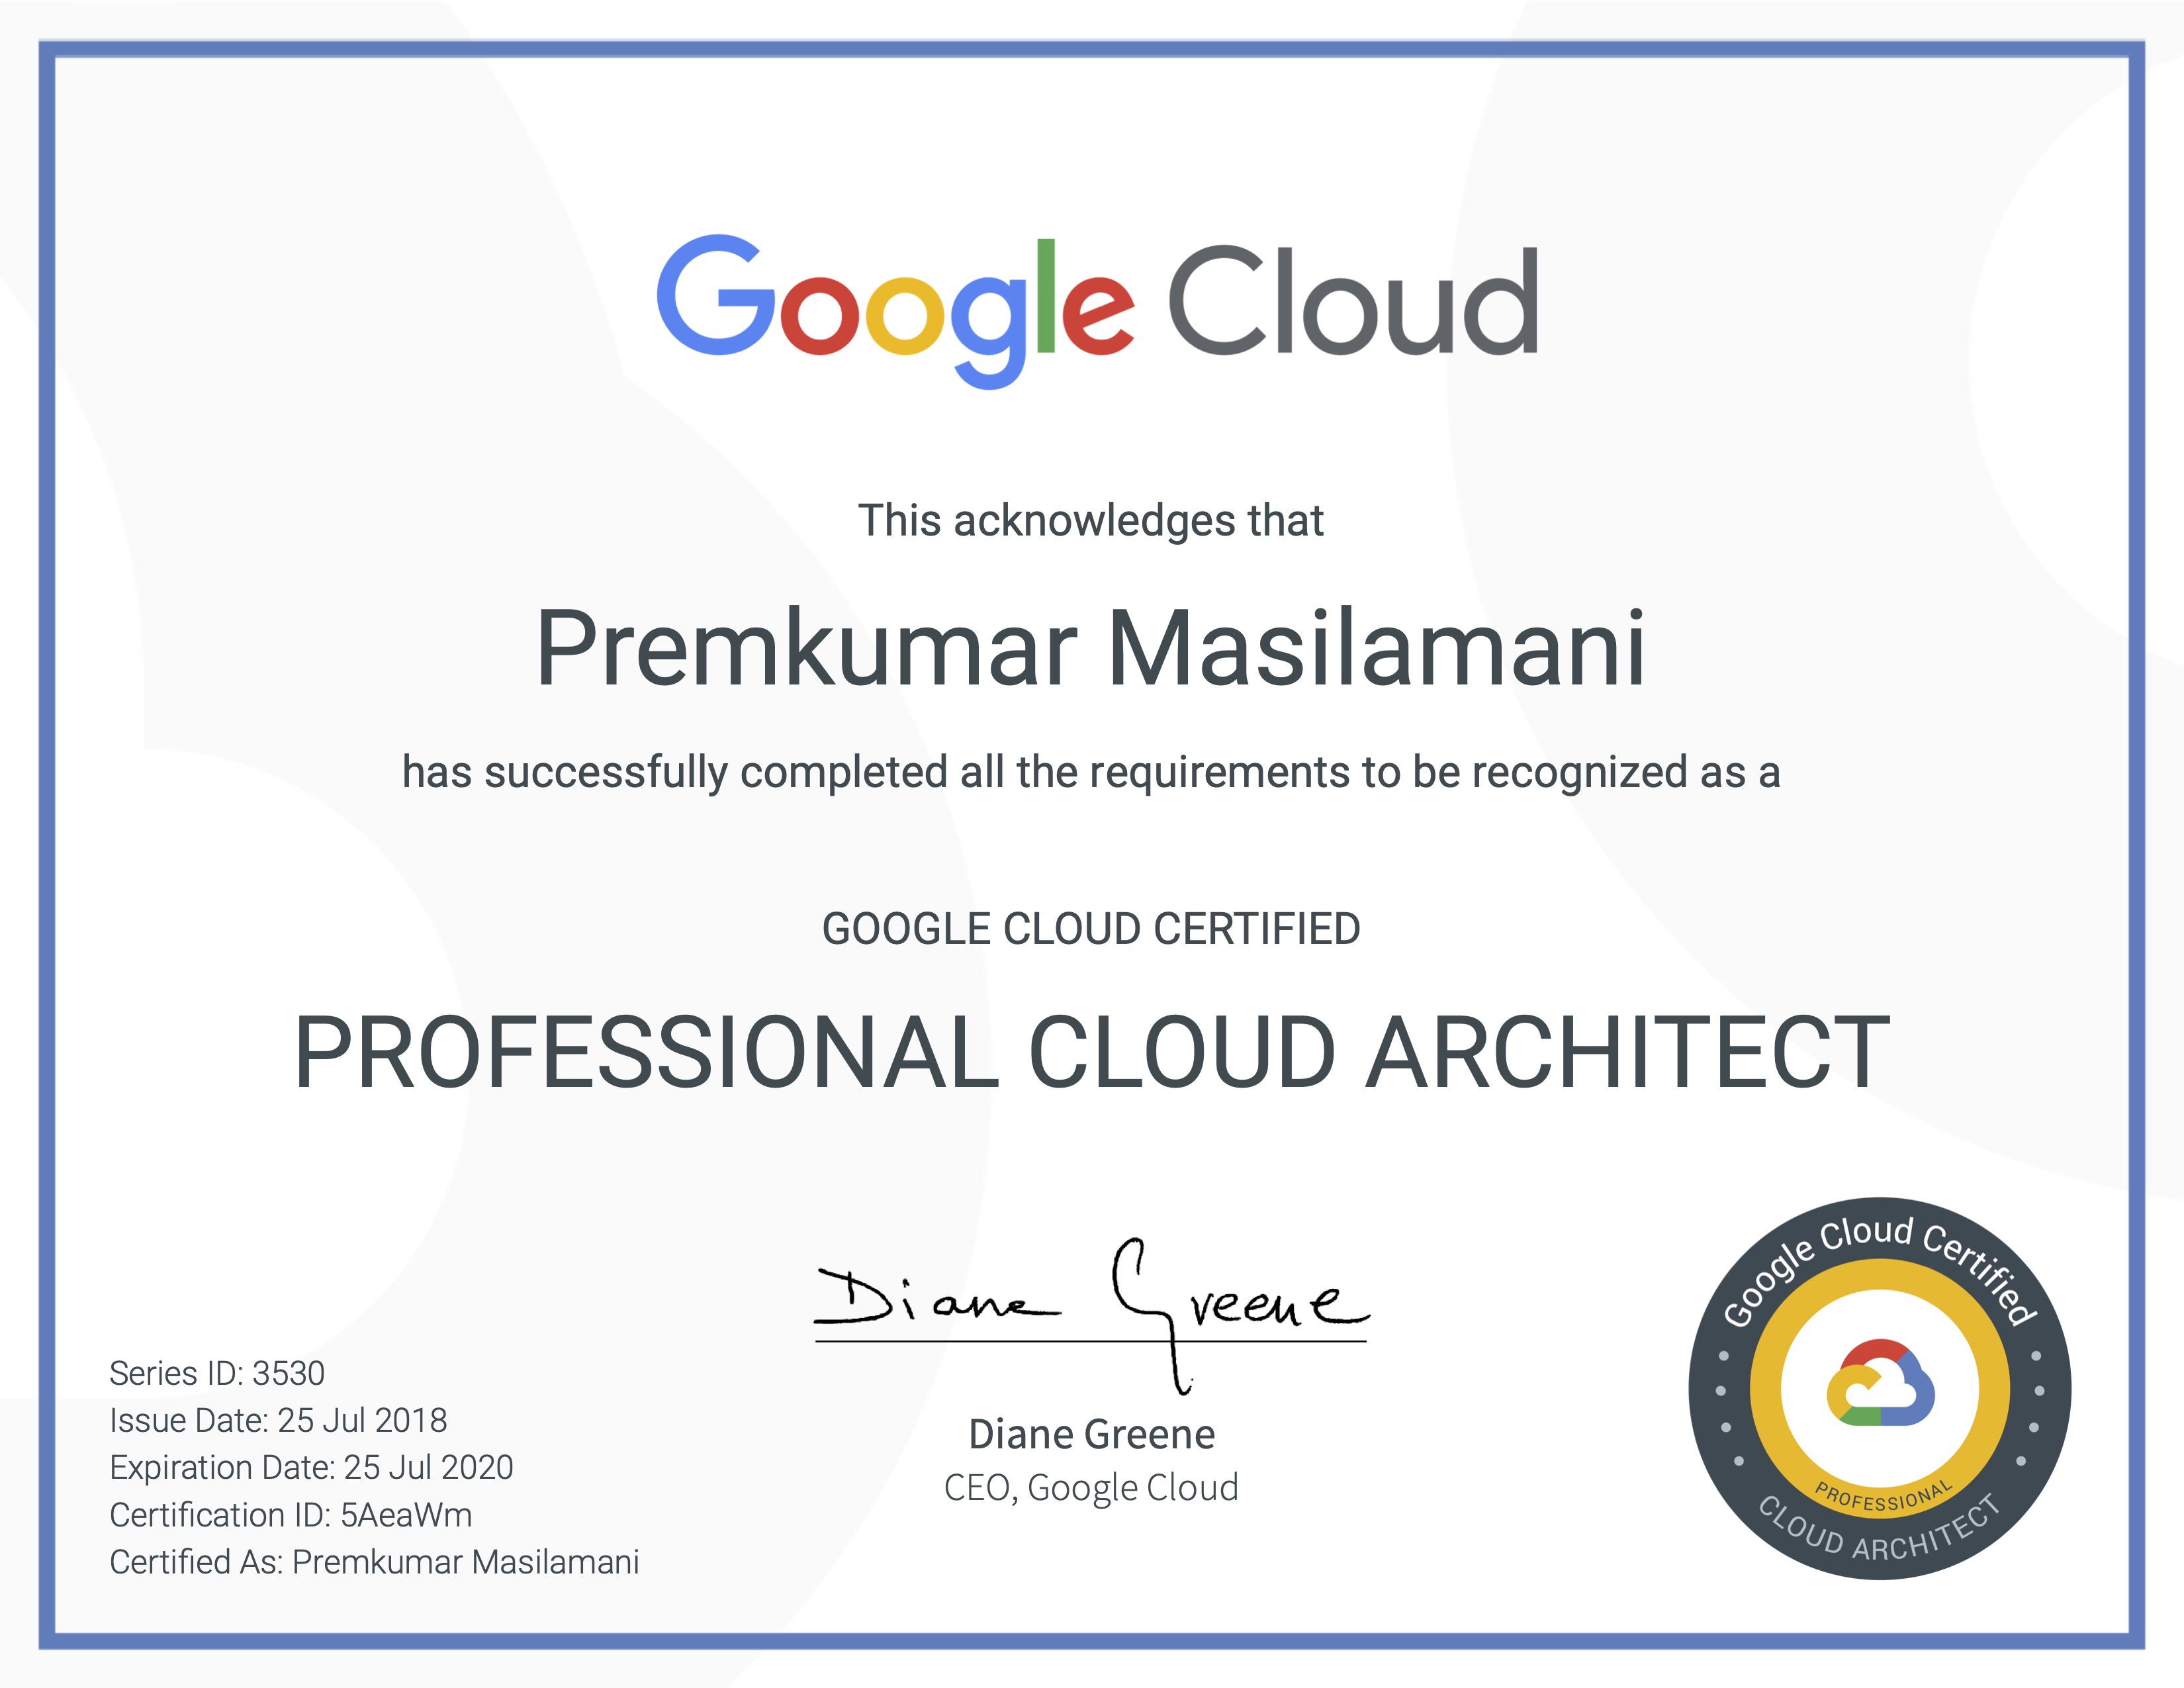 Google Cloud
This acknowledges that
Premkumar Masilamani
has successfully completed all the requirements to be recognized as a
GOOGLE CLOUD CERTIFIED
PROFESSIONAL CLOUD ARCHITECT
Diane Greene
Diane Greene
CEO, Google Cloud
Series ID: 3530
Issue Date: 25 Jul 2018
Expiration Date: 25 Jul 2020
Certification ID: 5AeaWm
Certified As: Premkumar Masilamani
Google Cloud Certified
PROFESSIONAL
CLOUD ARCHITECT